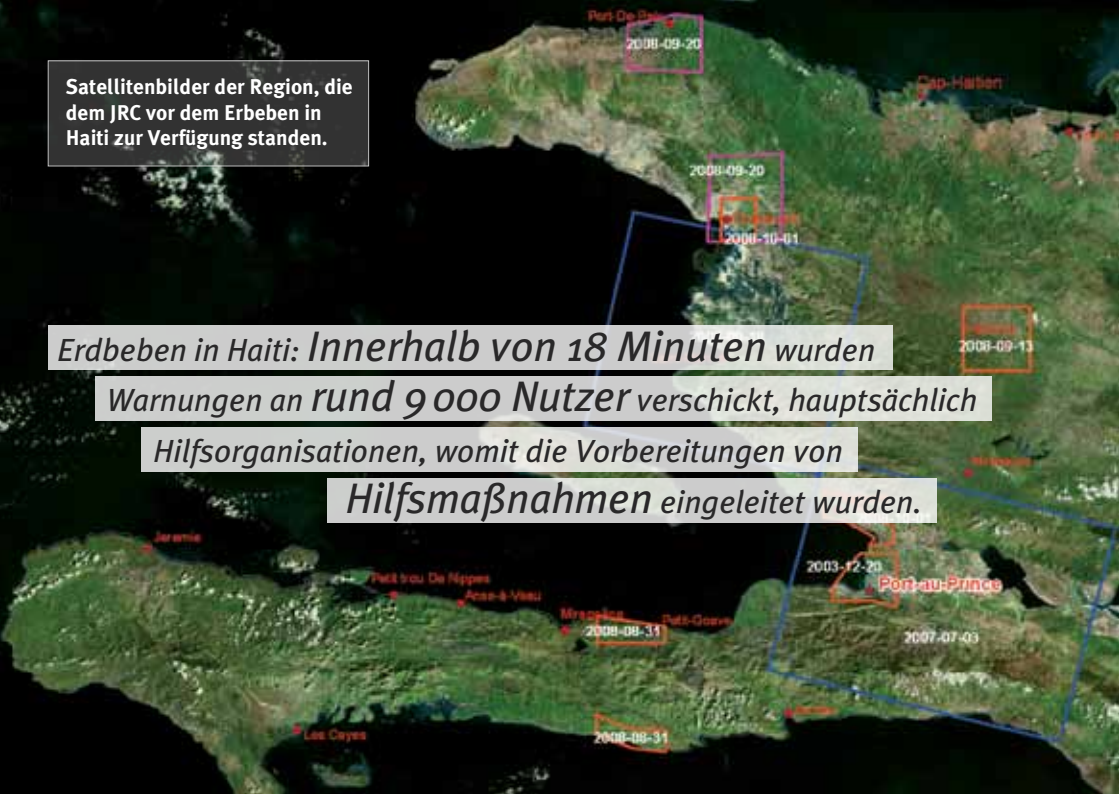 Port-De-Paix
2008-09-20
Satellitenbilder der Region, die
dem JRC vor dem Erbeben in
Haiti zur Verfügung standen.
Cap-Haitien
2008-09-20
2008-10-01
2008-09-13
Erdbeben in Haiti: Innerhalb von 18 Minuten wurden
Warnungen an rund 9 000 Nutzer verschickt, hauptsächlich
Hilfsorganisationen, womit die Vorbereitungen von
Hilfsmaßnahmen eingeleitet wurden.
Jeremie
2003-12-20
Port-au-Prince
Petit trou De Nippes
Anse-à-Veau
Miragoâne
Petit-Goave
2008-08-31
2007-07-03
Les Cayes
2008-08-31